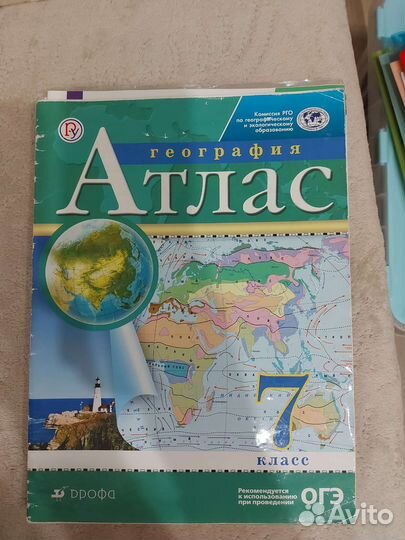 Комиссия РГО
по географическому
и экологическому
образованию
география
Атлас
7
класс
дрофа
Рекомендуется
к использованию
при проведении
ОГЭ
Avito